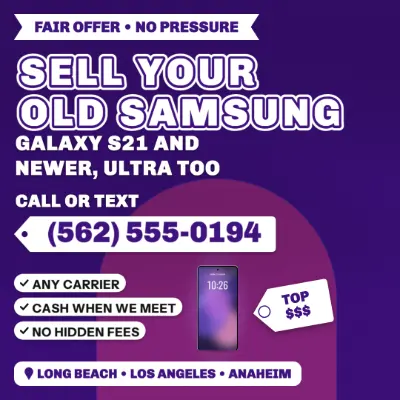 FAIR OFFER • NO PRESSURE
SELL YOUR
OLD SAMSUNG
GALAXY S21 AND
NEWER, ULTRA TOO
CALL OR TEXT
(562) 555-0194
ANY CARRIER
CASH WHEN WE MEET
NO HIDDEN FEES
10:26
TOP
$$$
LONG BEACH • LOS ANGELES • ANAHEIM